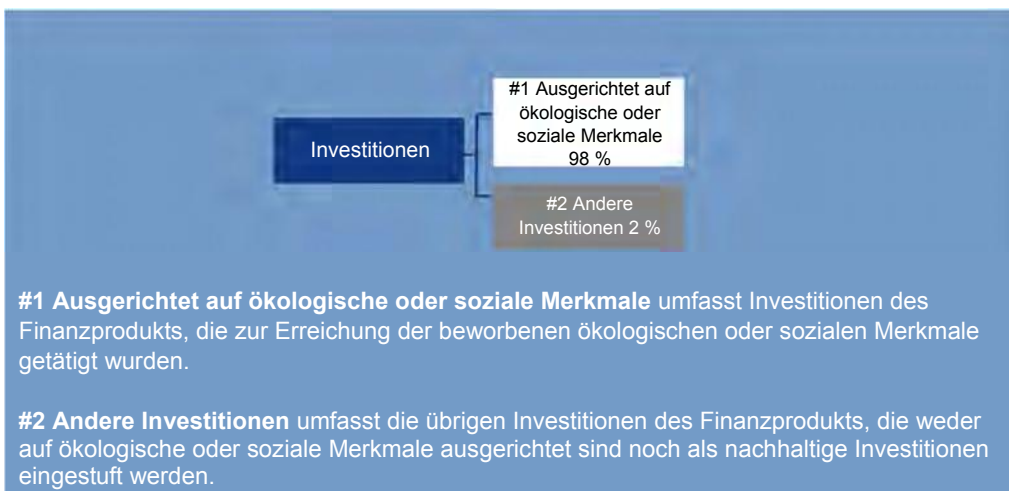 #1 Ausgerichtet auf
ökologische oder
soziale Merkmale
98 %
Investitionen
#2 Andere
Investitionen 2 %
#1 Ausgerichtet auf ökologische oder soziale Merkmale umfasst Investitionen des
Finanzprodukts, die zur Erreichung der beworbenen ökologischen oder sozialen Merkmale
getätigt wurden.
#2 Andere Investitionen umfasst die übrigen Investitionen des Finanzprodukts, die weder
auf ökologische oder soziale Merkmale ausgerichtet sind noch als nachhaltige Investitionen
eingestuft werden.